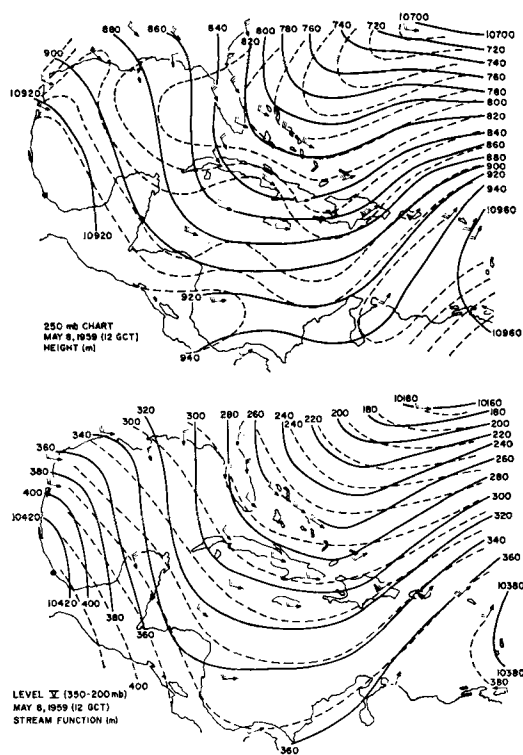 880 860 840 800 780 760 740 720 10700
900 820 10700
720
740
760
10920 780
800
820
840
860
880
900
920
940
10920 10960
920
250 mb CHART
MAY 8, 1959 (12 GCT)
HEIGHT (m)
940 10960
320 300 280 260 240 200 180 10180 10160
340 300 240 220 180
360 200
220
380 240
260
400 280
300
10420 320
340
360
10420 400 380 360 10380
400 380 10380
LEVEL V (350-200mb)
MAY 8, 1959 (12 GCT)
STREAM FUNCTION (m)
360